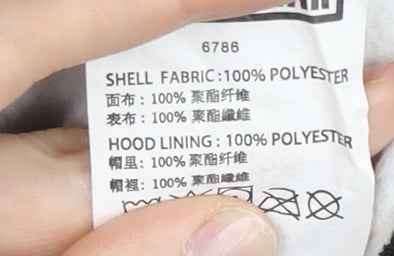 6786
SHELL FABRIC:100% POLYESTER
面布: 100% 聚酯纤维
表布: 100% 聚酯纖維
HOOD LINING: 100% POLYESTER
帽里: 100% 聚酯纤维
帽裡: 100% 聚酯纖維